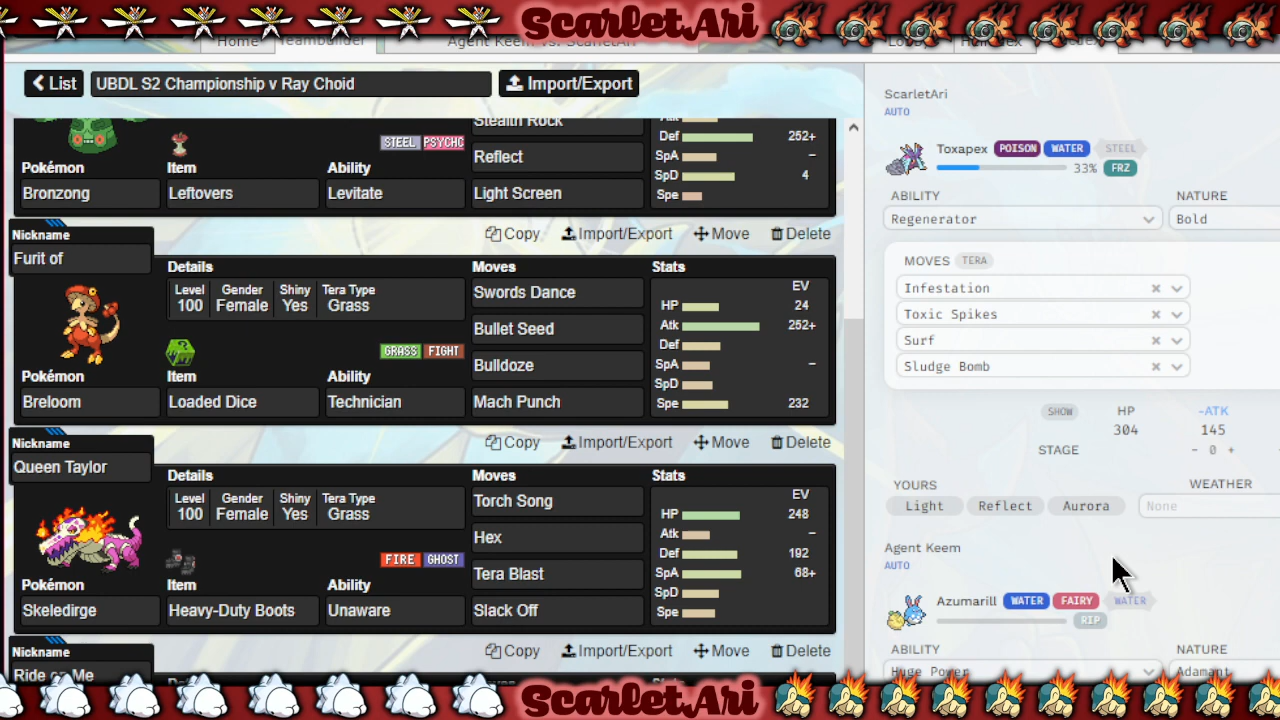 ScarletAri
Home
Teambuilder
Agent Keem vs. ScarletAri
List
UBDL S2 Championship v Ray Choid
Import/Export
STEEL PSYCHC
Pokémon
Bronzong
Item
Leftovers
Ability
Levitate
Stealth Rock
Reflect
Light Screen
Atk
Def 252+
SpA –
SpD 4
Spe
Copy Import/Export Move Delete
Nickname
Furit of
Details
Level Gender Shiny Tera Type
100 Female Yes Grass
GRASS FIGHT
Pokémon
Breloom
Item
Loaded Dice
Ability
Technician
Moves
Swords Dance
Bullet Seed
Bulldoze
Mach Punch
Stats
EV
HP 24
Atk 252+
Def
SpA –
SpD
Spe 232
Copy Import/Export Move Delete
Nickname
Queen Taylor
Details
Level Gender Shiny Tera Type
100 Female Yes Grass
FIRE GHOST
Pokémon
Skeledirge
Item
Heavy-Duty Boots
Ability
Unaware
Moves
Torch Song
Hex
Tera Blast
Slack Off
Stats
EV
HP 248
Atk –
Def 192
SpA 68+
SpD
Spe
Copy Import/Export Move Delete
Nickname
Ride on Me
ScarletAri
AUTO
Toxapex POISON WATER STEEL
33% FRZ
ABILITY NATURE
Regenerator Bold
MOVES TERA
Infestation
Toxic Spikes
Surf
Sludge Bomb
SHOW HP -ATK
304 145
STAGE - 0 +
YOURS WEATHER
Light Reflect Aurora None
Agent Keem
AUTO
Azumarill WATER FAIRY WATER
RIP
ABILITY NATURE
Huge Power Adamant
ScarletAri